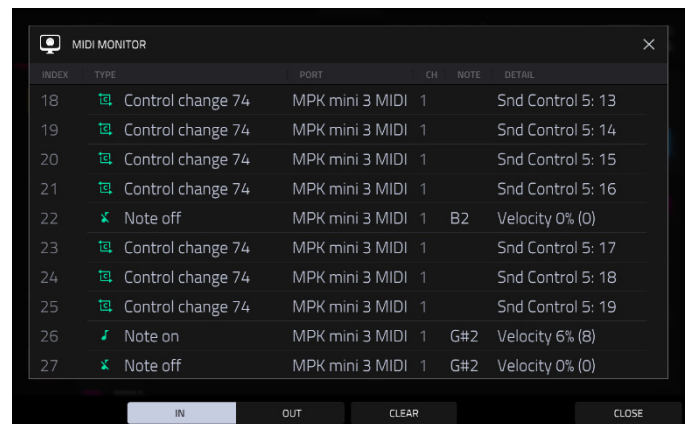 MIDI MONITOR
INDEX TYPE PORT CH NOTE DETAIL
18 Control change 74 MPK mini 3 MIDI 1 Snd Control 5: 13
19 Control change 74 MPK mini 3 MIDI 1 Snd Control 5: 14
20 Control change 74 MPK mini 3 MIDI 1 Snd Control 5: 15
21 Control change 74 MPK mini 3 MIDI 1 Snd Control 5: 16
22 Note off MPK mini 3 MIDI 1 B2 Velocity 0% (0)
23 Control change 74 MPK mini 3 MIDI 1 Snd Control 5: 17
24 Control change 74 MPK mini 3 MIDI 1 Snd Control 5: 18
25 Control change 74 MPK mini 3 MIDI 1 Snd Control 5: 19
26 Note on MPK mini 3 MIDI 1 G#2 Velocity 6% (8)
27 Note off MPK mini 3 MIDI 1 G#2 Velocity 0% (0)
IN OUT CLEAR CLOSE